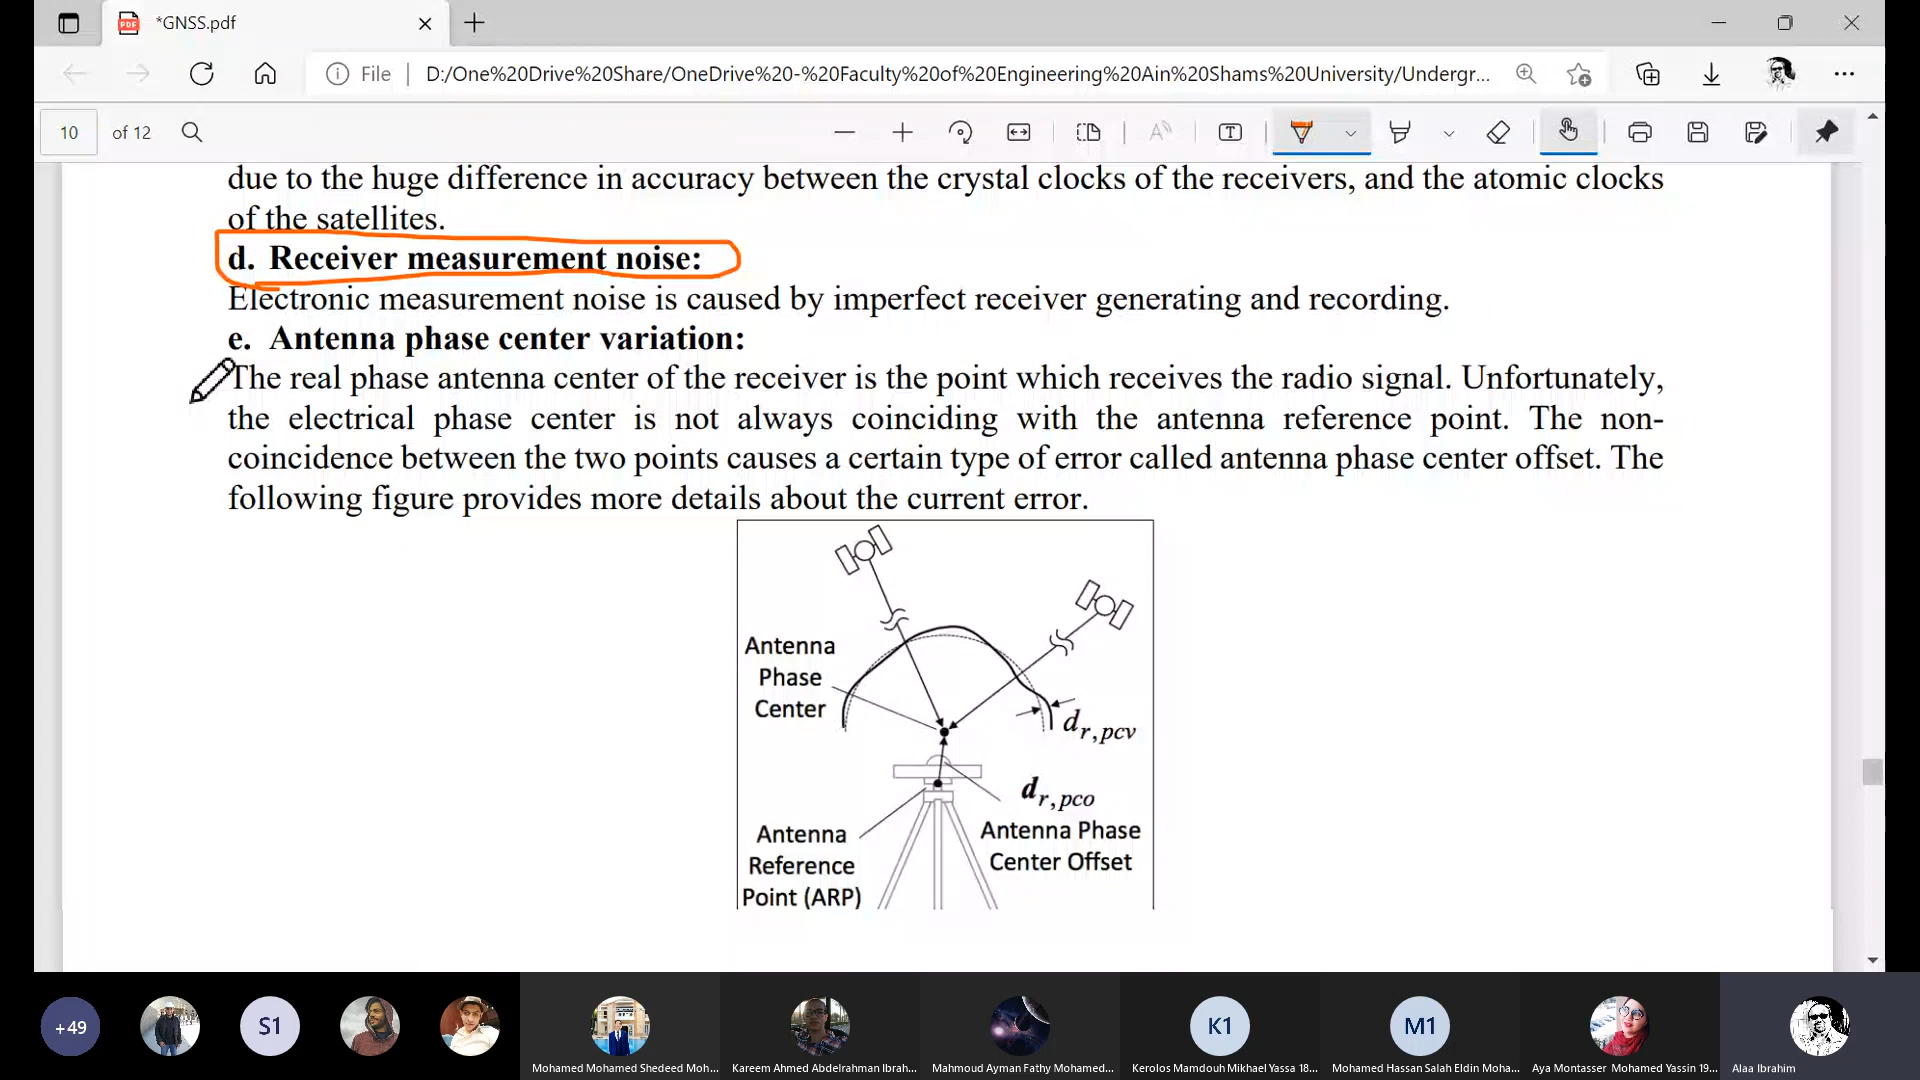 *GNSS.pdf
File
D:/One%20Drive%20Share/OneDrive%20-%20Faculty%20of%20Engineering%20Ain%20Shams%20University/Undergr...
10 of 12
due to the huge difference in accuracy between the crystal clocks of the receivers, and the atomic clocks
of the satellites.
d. Receiver measurement noise:
Electronic measurement noise is caused by imperfect receiver generating and recording.
e. Antenna phase center variation:
The real phase antenna center of the receiver is the point which receives the radio signal. Unfortunately,
the electrical phase center is not always coinciding with the antenna reference point. The non-
coincidence between the two points causes a certain type of error called antenna phase center offset. The
following figure provides more details about the current error.
Antenna
Phase
Center
d r,pcv
d r,pco
Antenna Phase
Center Offset
Antenna
Reference
Point (ARP)
+49
S1
K1
M1
Mohamed Mohamed Shedeed Moh...
Kareem Ahmed Abdelrahman Ibrah...
Mahmoud Ayman Fathy Mohamed...
Kerolos Mamdouh Mikhael Yassa 18...
Mohamed Hassan Salah Eldin Moha...
Aya Montasser Mohamed Yassin 19...
Alaa Ibrahim